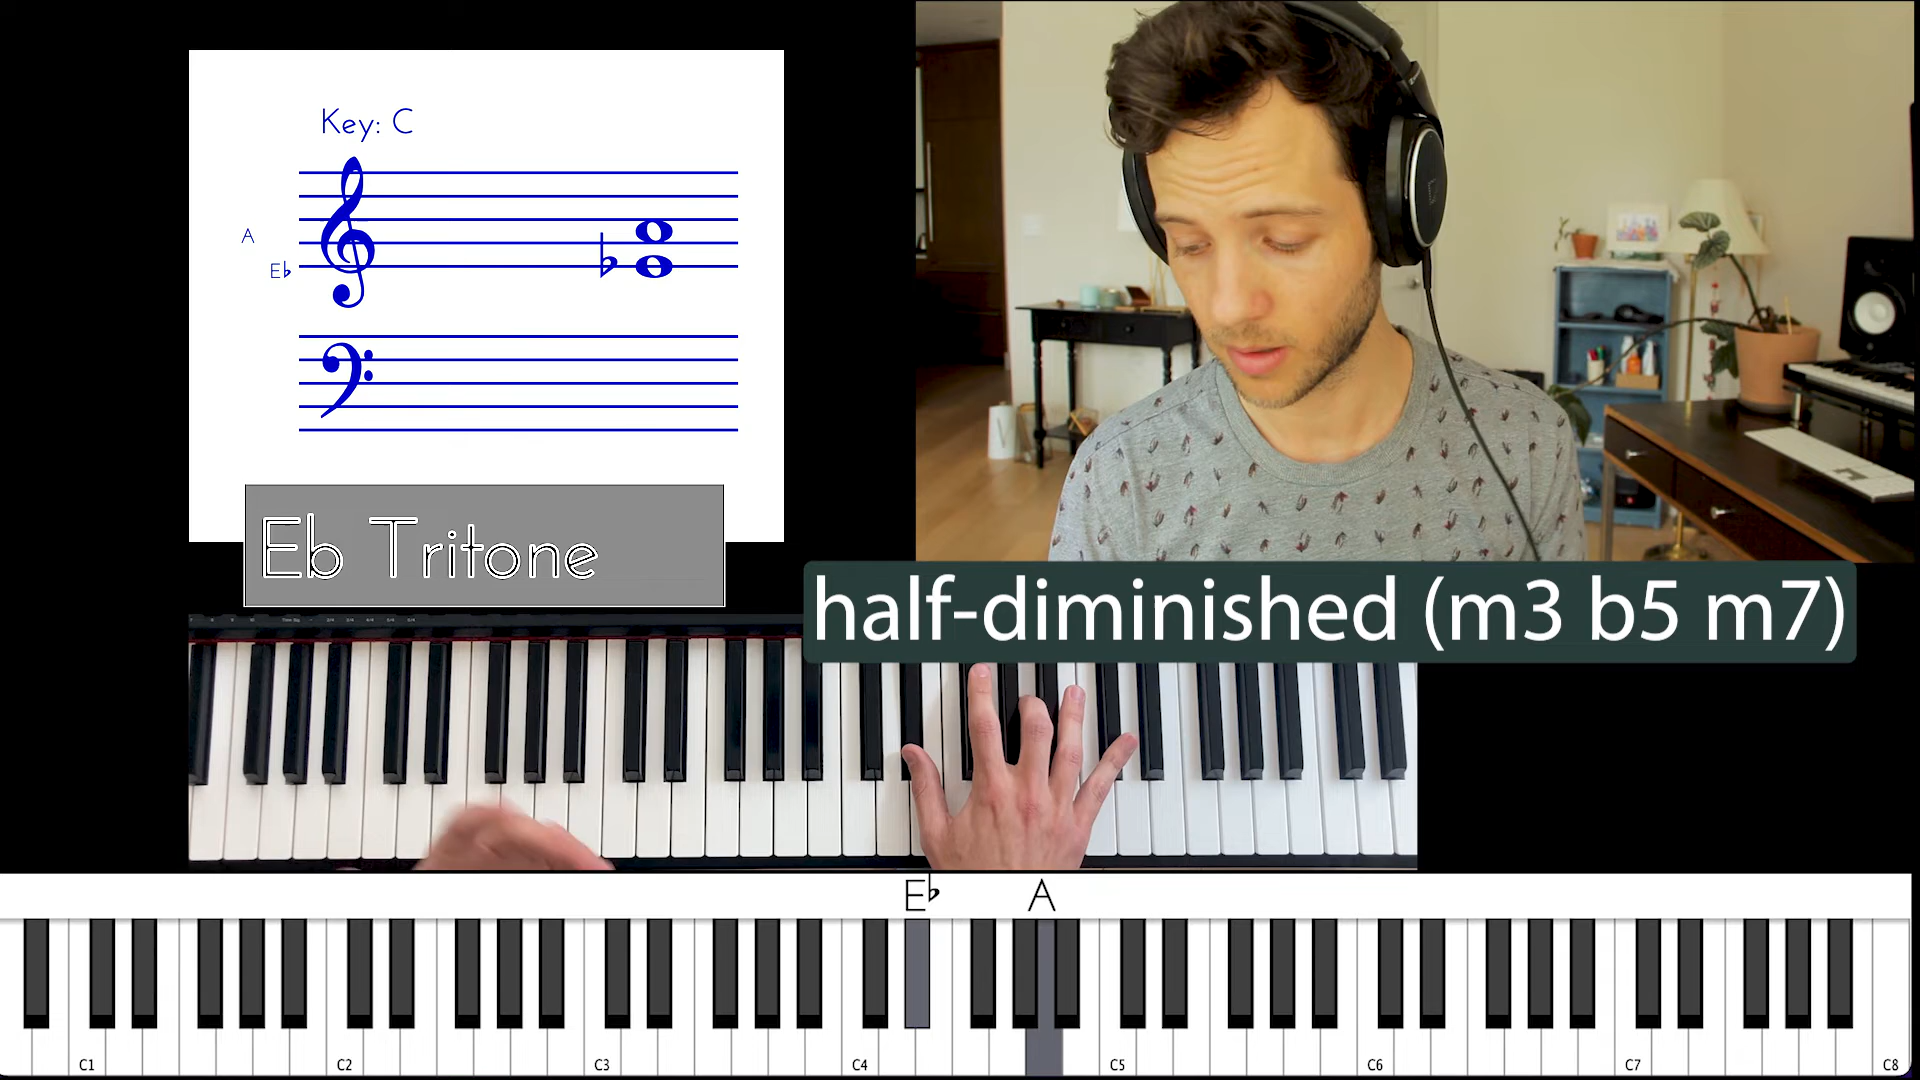 Key: C
A
E♭
Eb Tritone
half-diminished (m3 b5 m7)
E♭ A
C1 C2 C3 C4 C5 C6 C7 C8